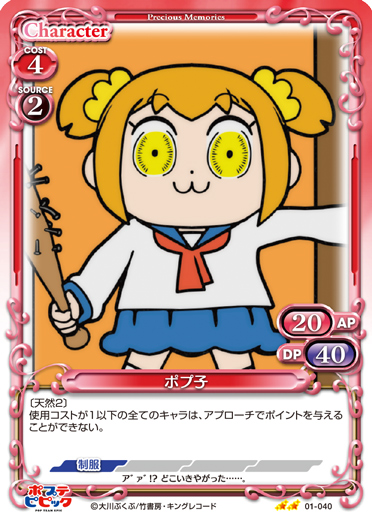 Precious Memories
Character
COST
4
SOURCE
2
20 AP
DP 40
ポプ子
〔天然2〕
使用コストが1以下の全てのキャラは、アプローチでポイントを与える
ことができない。
制服
ア゛ァ゛!? どこいきやがった……。
ポプテピピック
POP TEAM EPIC
©大川ぶくぶ/竹書房・キングレコード
01-040